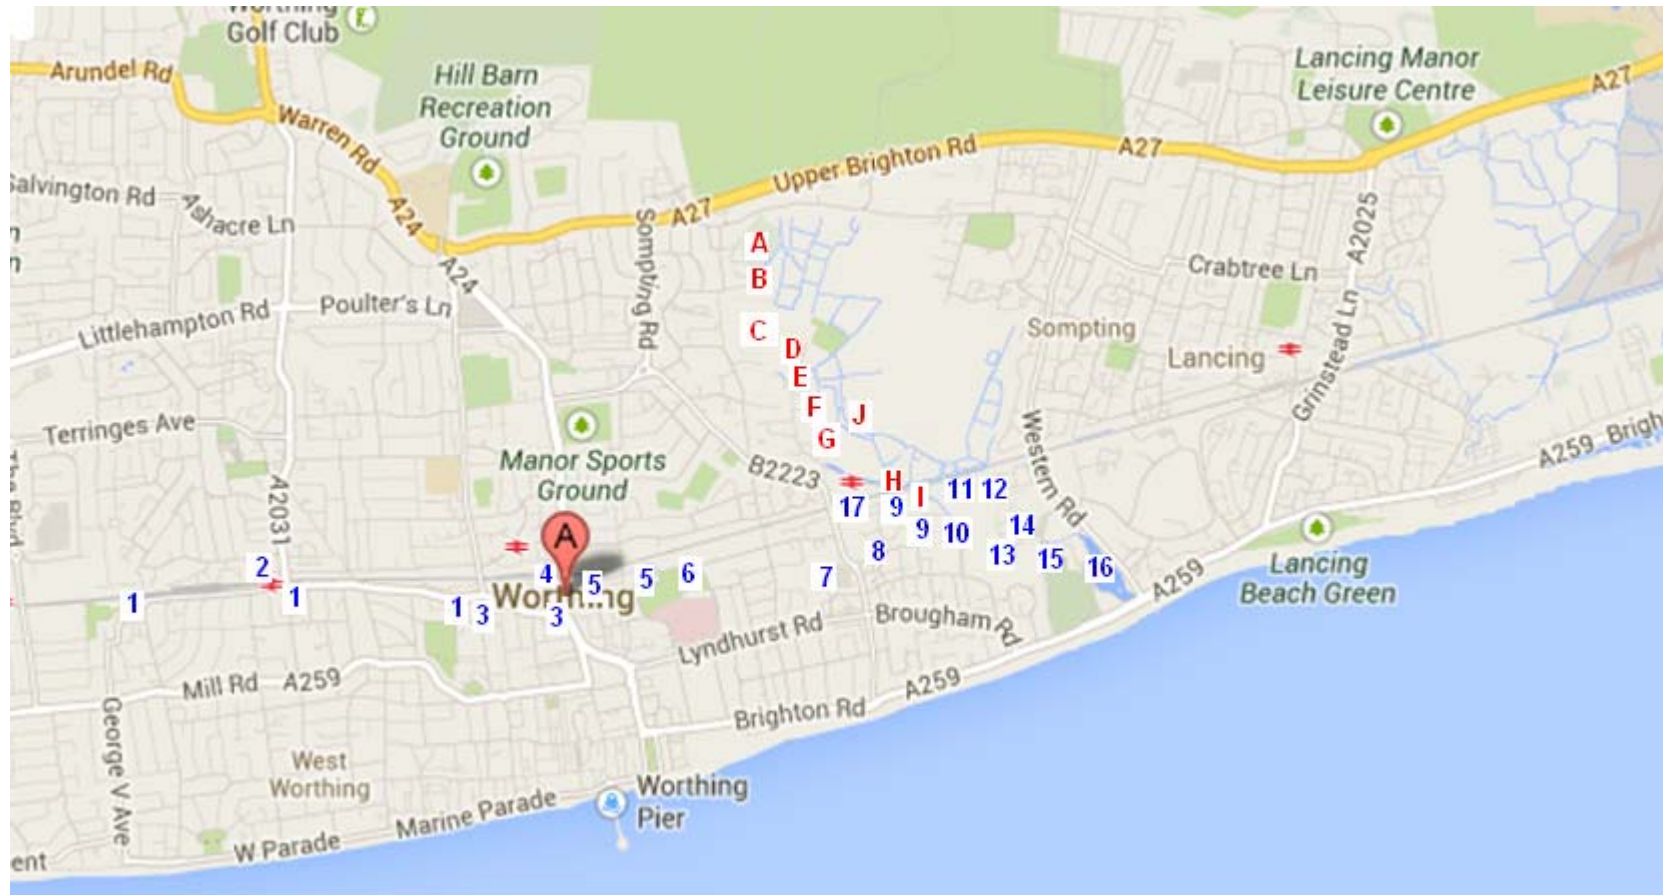 Worthing
Golf Club
Arundel Rd
Hill Barn
Recreation
Ground
Lancing Manor
Leisure Centre
A27
Warren Rd
A27
Upper Brighton Rd
Salvington Rd
Ashacre Ln
A24
Sompting Rd
A27
A2025
n
n
A24
A
B
Crabtree Ln
Littlehampton Rd
Poulter's Ln
C
D
Sompting
Lancing
Grinstead Ln
E
F
J
G
Terringes Ave
Manor Sports
Ground
B2223
Western Rd
A259
Brigh
A2031
H
I
11
12
17
9
9
10
14
13
15
16
8
7
A
2
1
1
1
3
4
5
5
6
3
Worthing
Lancing
Beach Green
A259
Lyndhurst Rd
Brougham Rd
Mill Rd
A259
A259
George V Ave
Brighton Rd
West
Worthing
Worthing
Pier
Marine Parade
W Parade
ent